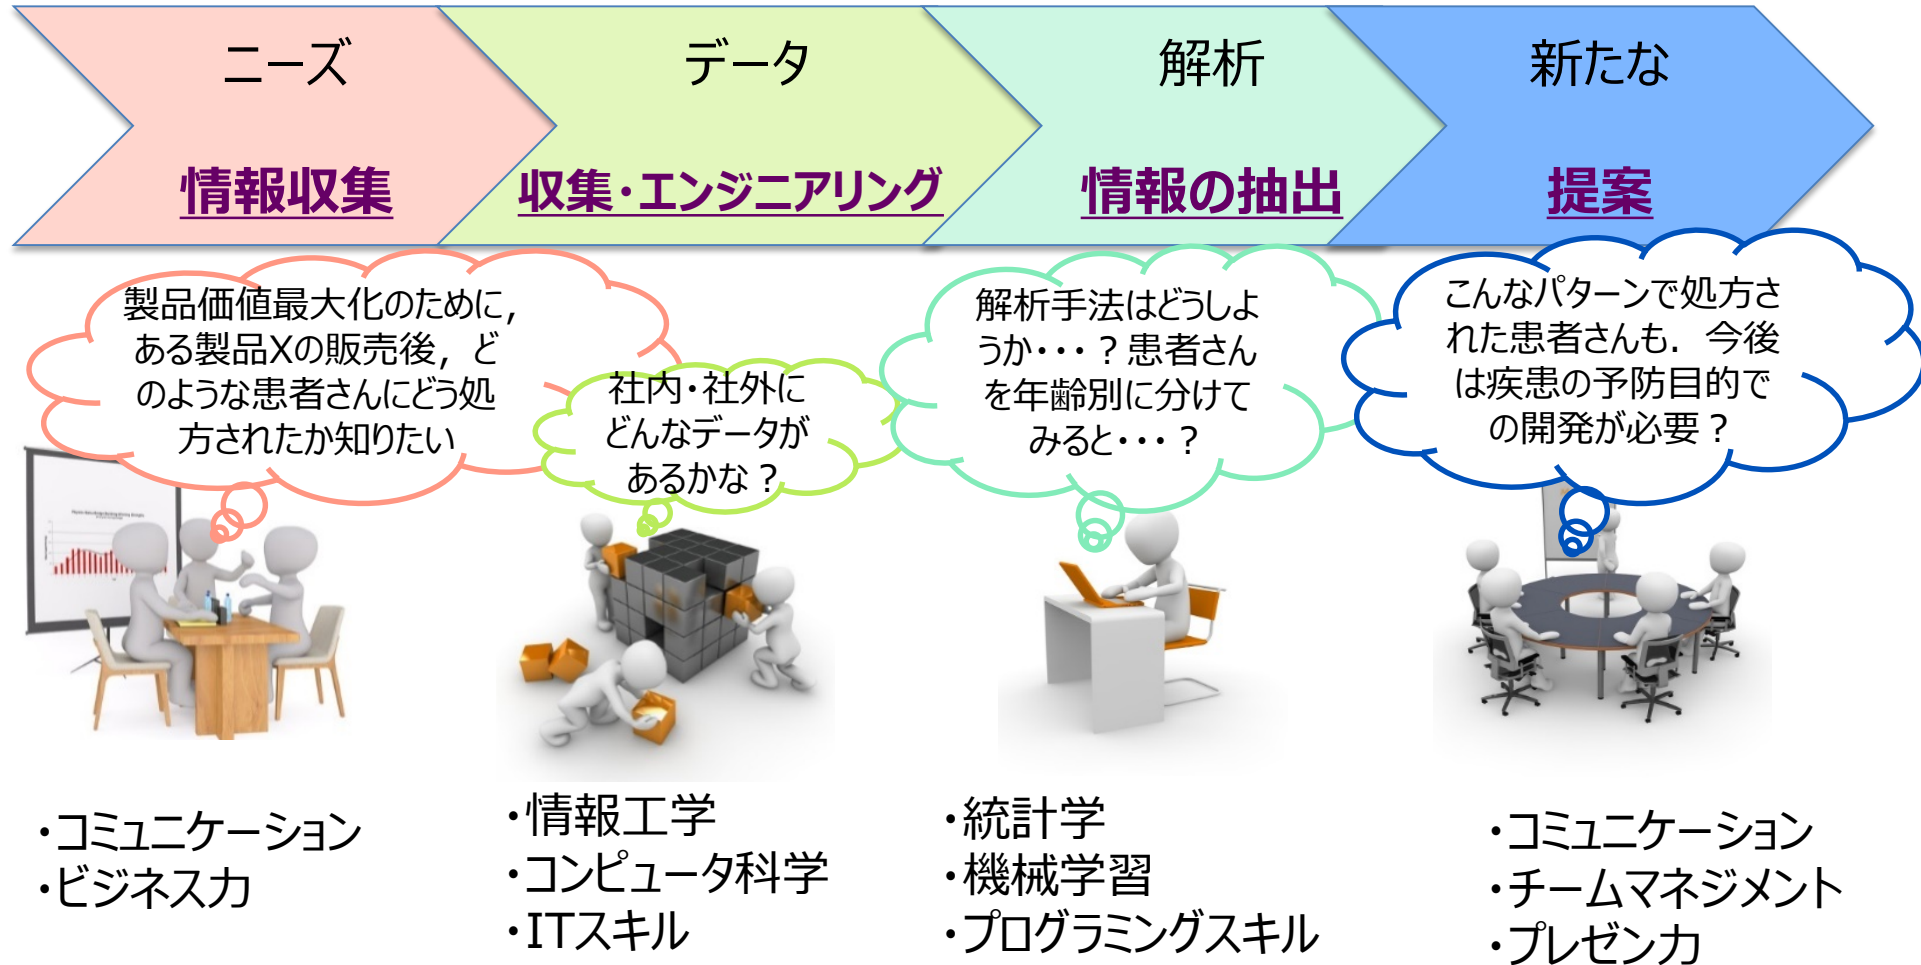 ニーズ
情報収集
データ
収集・エンジニアリング
解析
情報の抽出
新たな
提案
製品価値最大化のために，
ある製品Xの販売後，ど
のような患者さんにどう処
方されたか知りたい
社内・社外に
どんなデータが
あるかな？
解析手法はどうしよ
うか・・・？患者さん
を年齢別に分けて
みると・・・？
こんなパターンで処方さ
れた患者さんも．今後
は疾患の予防目的で
の開発が必要？
・コミュニケーション
・ビジネス力
・情報工学
・コンピュータ科学
・ITスキル
・統計学
・機械学習
・プログラミングスキル
・コミュニケーション
・チームマネジメント
・プレゼン力